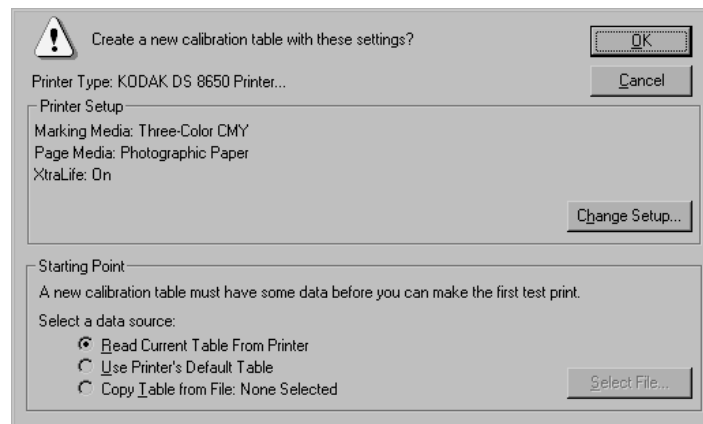 Create a new calibration table with these settings?
OK
Printer Type: KODAK DS 8650 Printer...
Cancel
Printer Setup
Marking Media: Three-Color CMY
Page Media: Photographic Paper
XtraLife: On
Change Setup...
Starting Point
A new calibration table must have some data before you can make the first test print.
Select a data source:
Read Current Table From Printer
Use Printer's Default Table
Copy Table from File: None Selected
Select File...